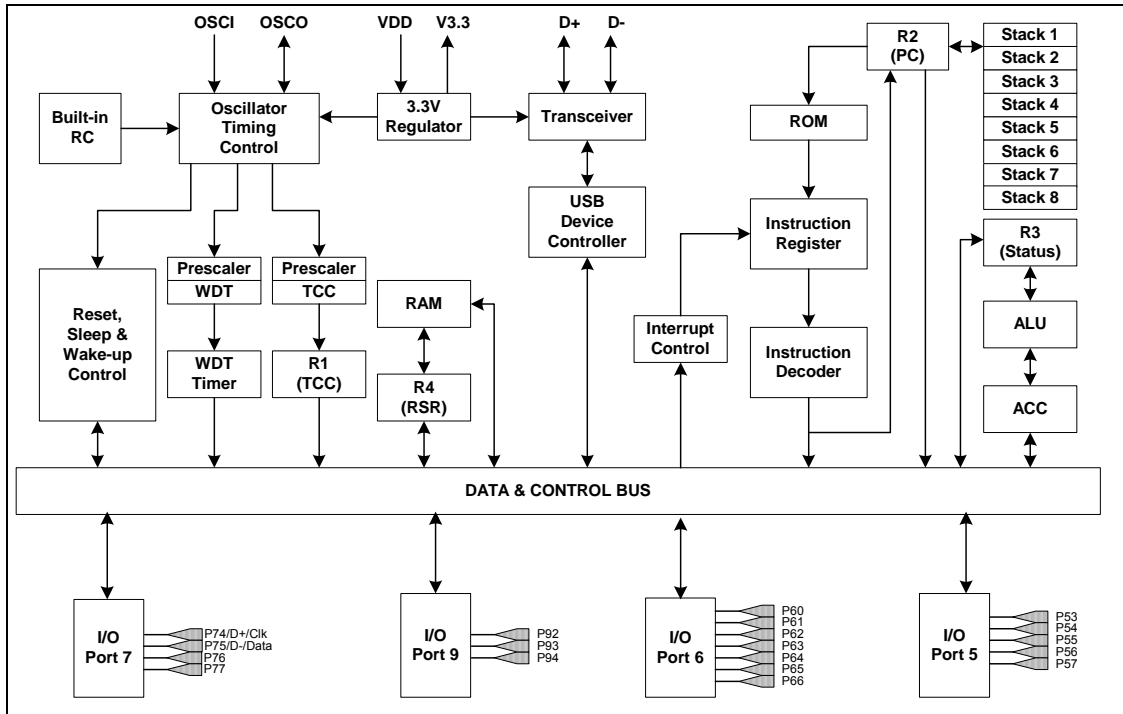 OSCI
OSCO
VDD
V3.3
D+
D-
R2
(PC)
Stack 1
Stack 2
Stack 3
Stack 4
Stack 5
Stack 6
Stack 7
Stack 8
Built-in
RC
Oscillator
Timing
Control
3.3V
Regulator
Transceiver
ROM
USB
Device
Controller
Instruction
Register
R3
(Status)
Prescaler
WDT
Prescaler
TCC
Reset,
Sleep &
Wake-up
Control
RAM
Interrupt
Control
ALU
WDT
Timer
R1
(TCC)
R4
(RSR)
Instruction
Decoder
ACC
DATA & CONTROL BUS
I/O
Port 7
P74/D+/Clk
P75/D-/Data
P76
P77
I/O
Port 9
P92
P93
P94
I/O
Port 6
P60
P61
P62
P63
P64
P65
P66
I/O
Port 5
P53
P54
P55
P56
P57